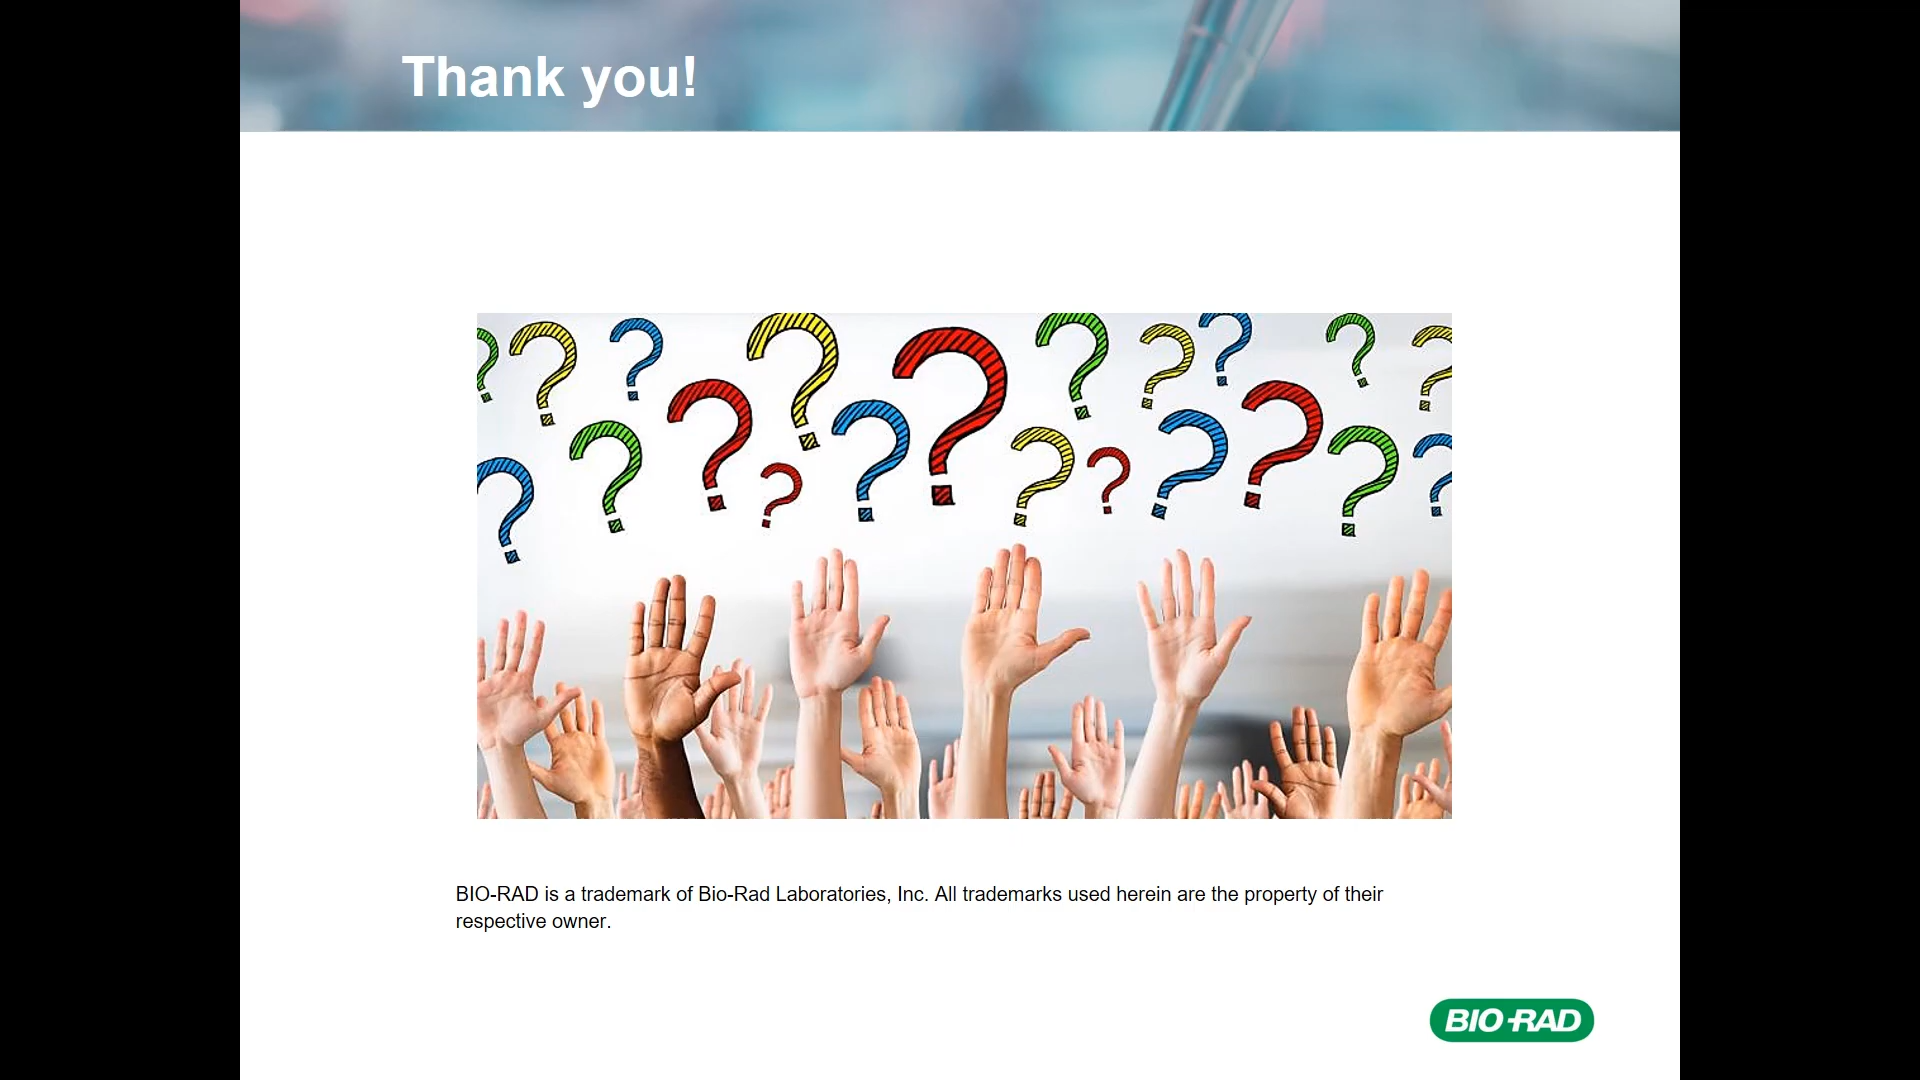 Thank you!
BIO-RAD is a trademark of Bio-Rad Laboratories, Inc. All trademarks used herein are the property of their
respective owner.
BIO-RAD